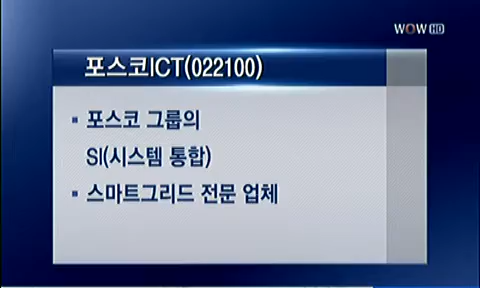 WOW HD
포스코ICT(022100)
▪ 포스코 그룹의
SI(시스템 통합)
▪ 스마트그리드 전문 업체